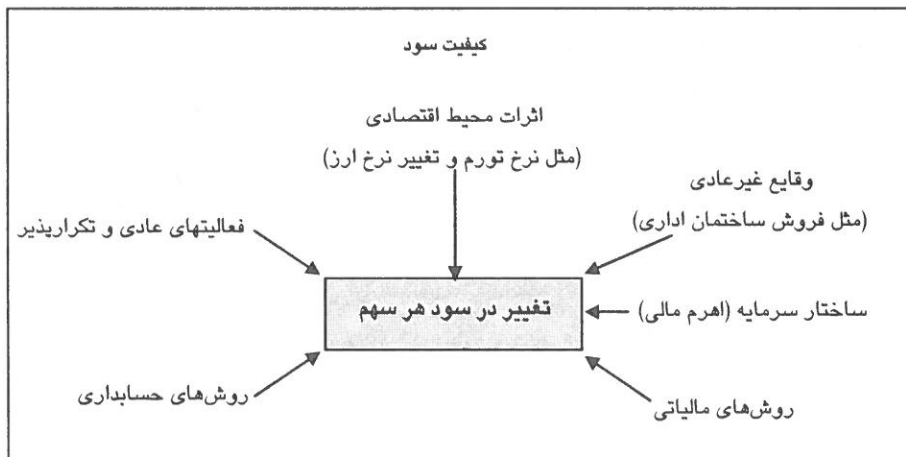 کیفیت سود
اثرات محیط اقتصادی
(مثل نرخ تورم و تغییر نرخ ارز)
وقایع غیرعادی
(مثل فروش ساختمان اداری)
فعالیتهای عادی و تکرارپذیر
تغییر در سود هر سهم
ساختار سرمایه (اهرم مالی)
روش‌های حسابداری
روش‌های مالیاتی